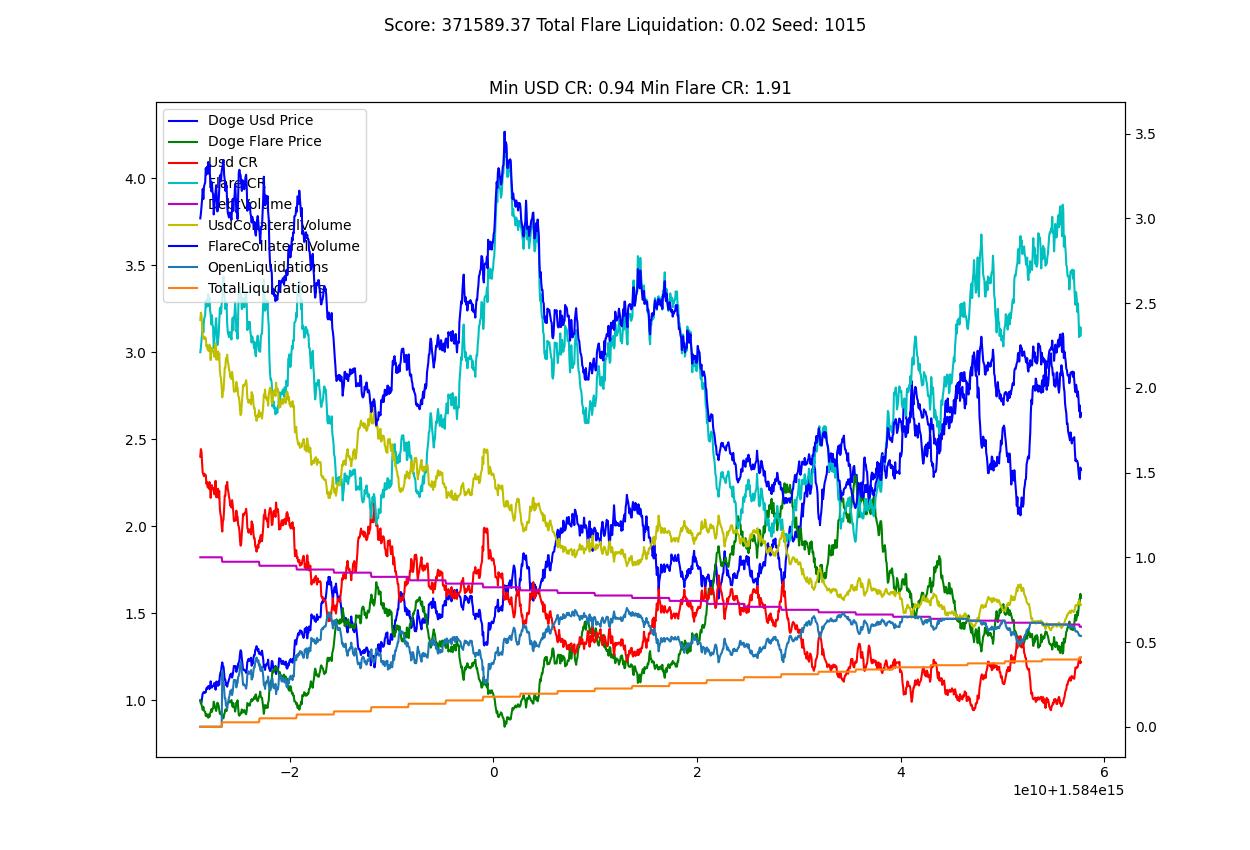 Score: 371589.37 Total Flare Liquidation: 0.02 Seed: 1015
Min USD CR: 0.94 Min Flare CR: 1.91
Doge Usd Price
Doge Flare Price
Usd CR
Flare CR
DebtVolume
UsdCollateralVolume
FlareCollateralVolume
OpenLiquidations
TotalLiquidations
4.0
3.5
3.0
2.5
2.0
1.5
1.0
3.5
3.0
2.5
2.0
1.5
1.0
0.5
0.0
−2 0 2 4 6
1e10+1.584e15